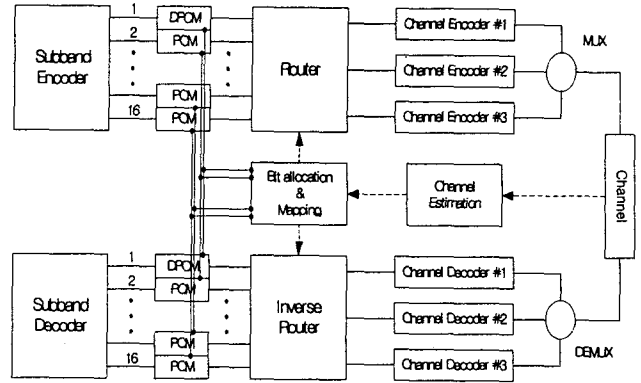 1
DPCM
Channel Encoder #1
Subband
Encoder
2
PCM
MUX
Router
Channel Encoder #2
PCM
16
PCM
Channel Encoder #3
Bit allocation
&
Mapping
Channel
Estimation
Channel
1
DPCM
Channel Decoder #1
Subband
Decoder
2
PCM
Inverse
Router
Channel Decoder #2
PCM
16
PCM
Channel Decoder #3
DEMUX